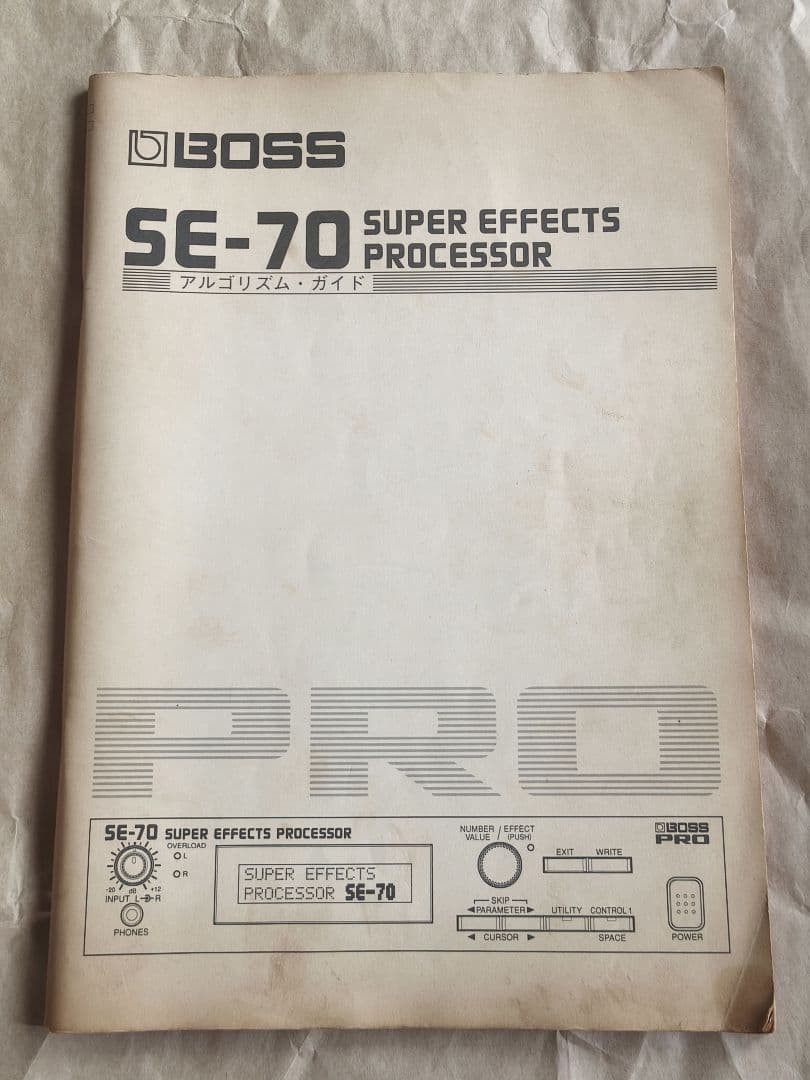 BOSS
SE-70 SUPER EFFECTS PROCESSOR
アルゴリズム・ガイド
PRO
SE-70 SUPER EFFECTS PROCESSOR
OVERLOAD
L
R
-20 dB +12
INPUT L R
PHONES
SUPER EFFECTS
PROCESSOR SE-70
NUMBER / EFFECT
VALUE (PUSH)
EXIT WRITE
SKIP
◀PARAMETER▶
UTILITY CONTROL 1
◀ CURSOR ▶
SPACE
BOSS
PRO
POWER